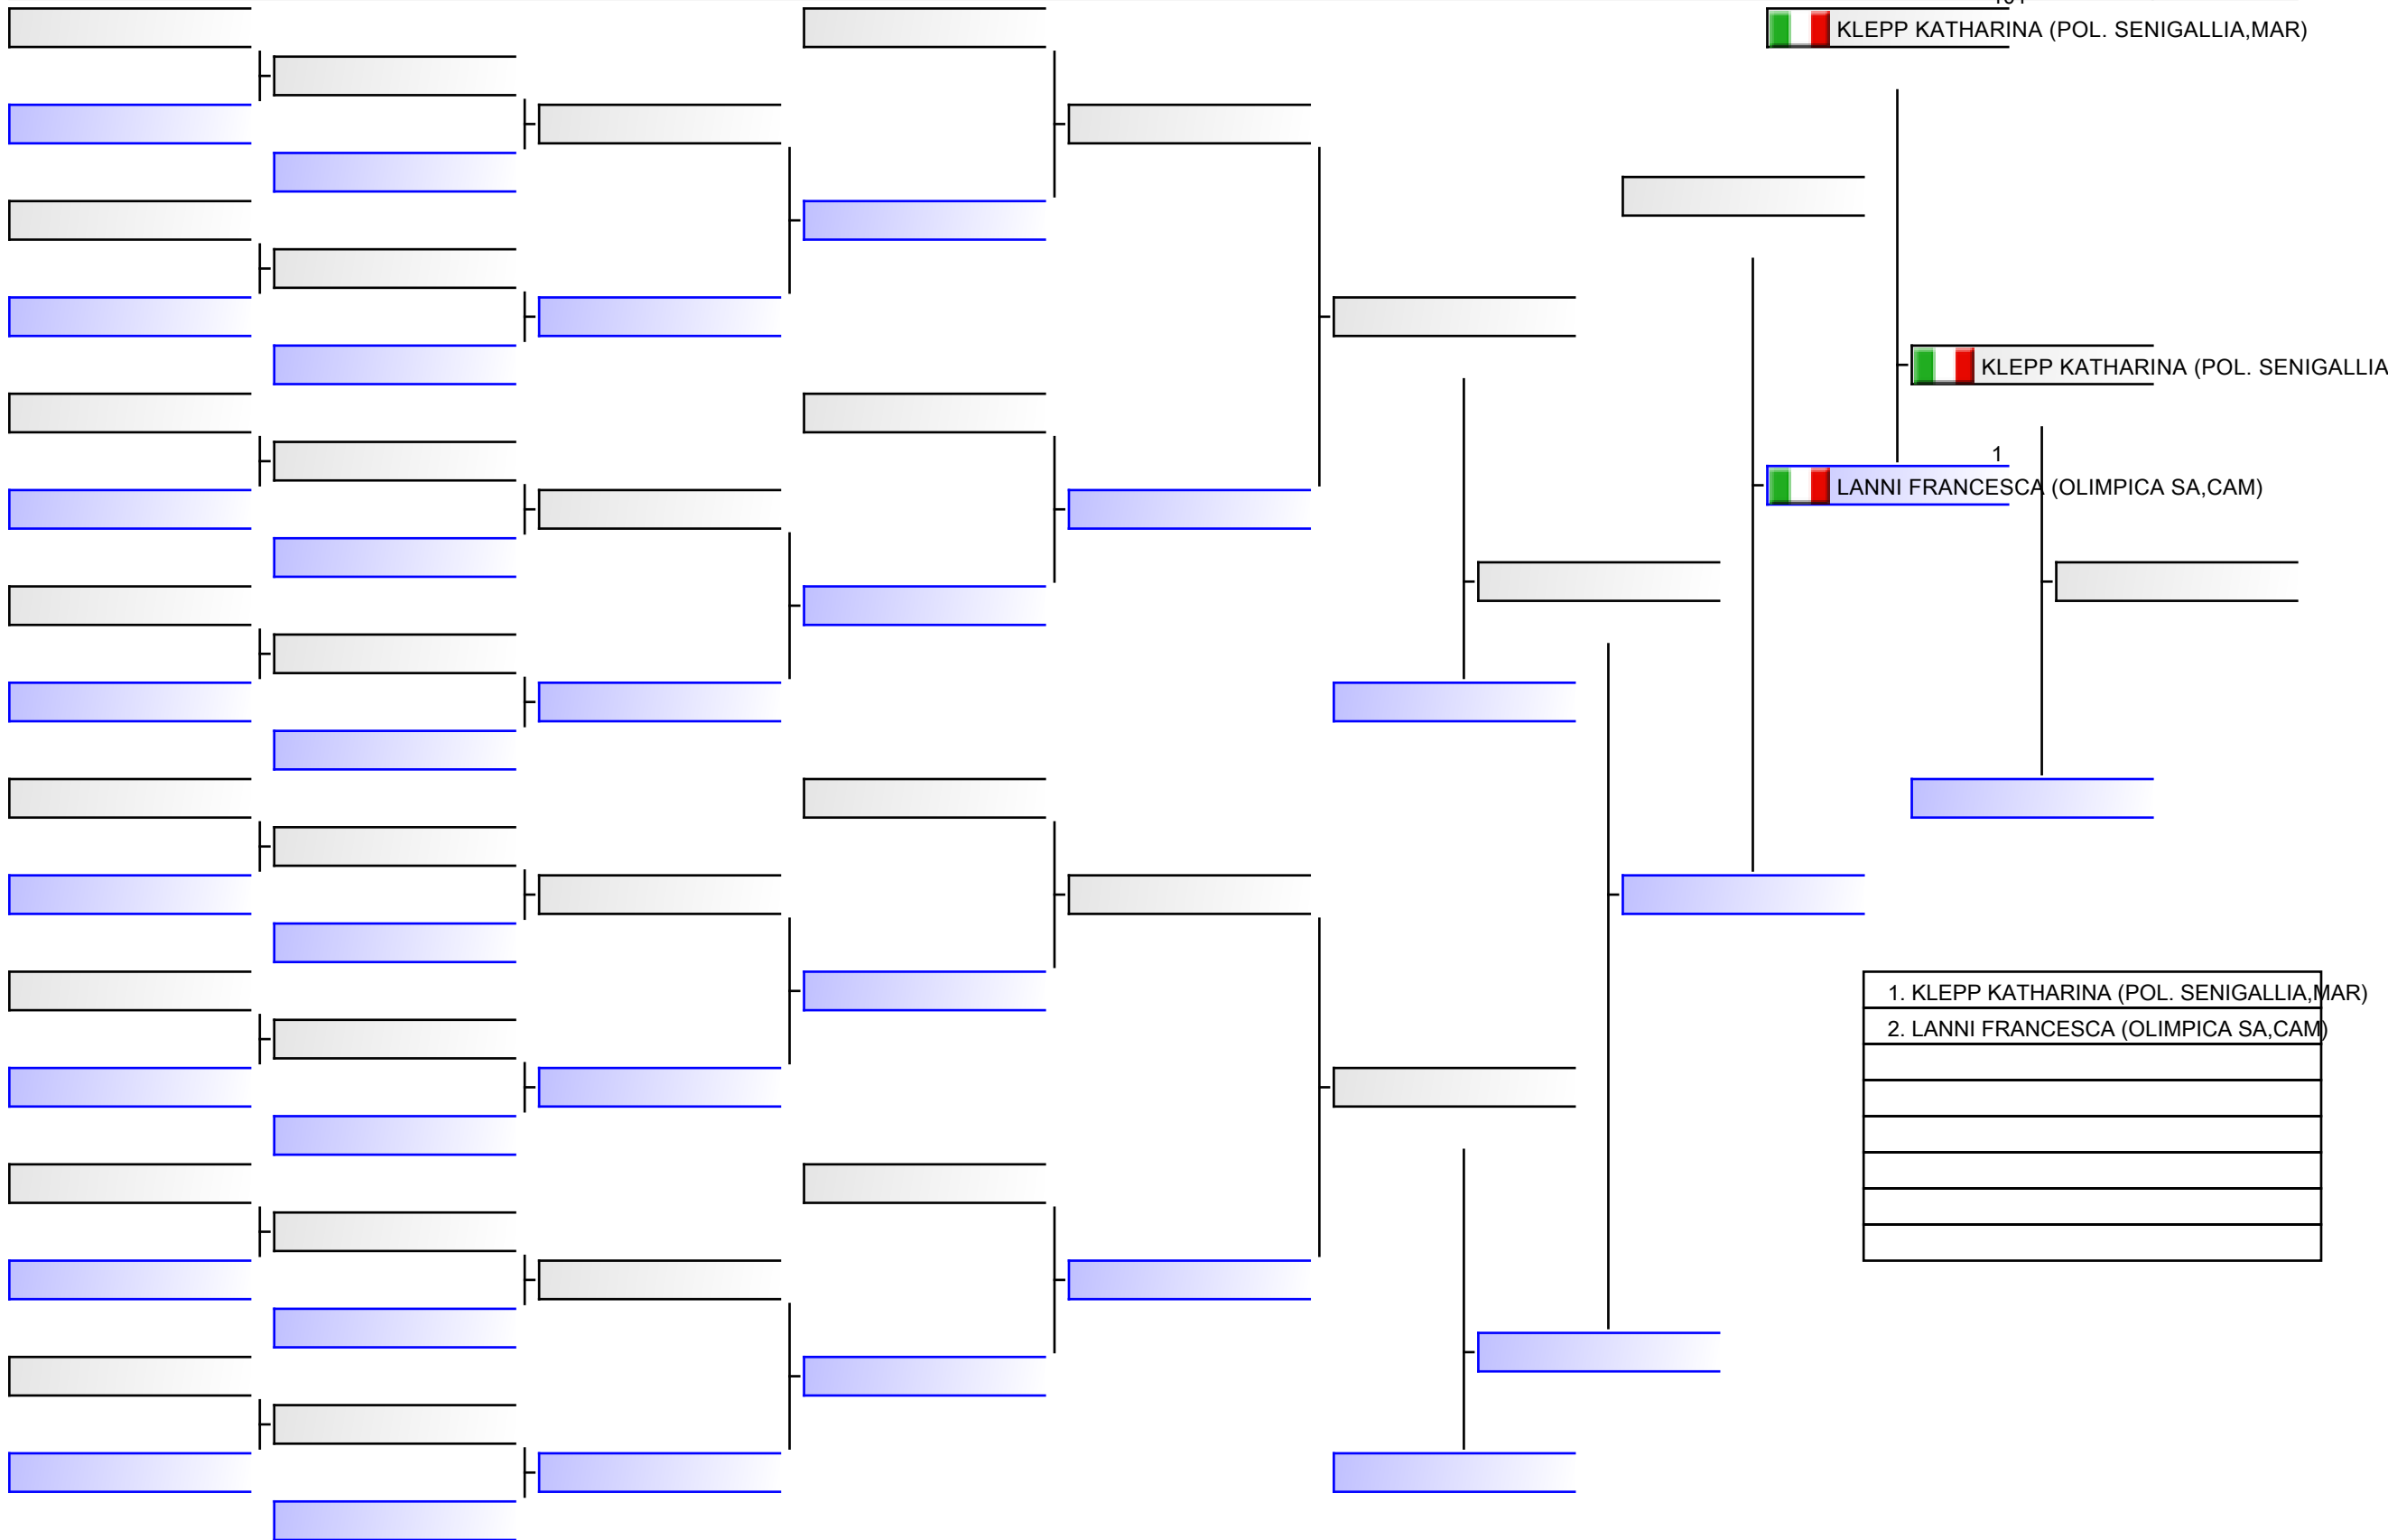 KLEPP KATHARINA (POL. SENIGALLIA,MAR)
KLEPP KATHARINA (POL. SENIGALLIA
1
LANNI FRANCESCA (OLIMPICA SA,CAM)
1. KLEPP KATHARINA (POL. SENIGALLIA,MAR)
2. LANNI FRANCESCA (OLIMPICA SA,CAM)